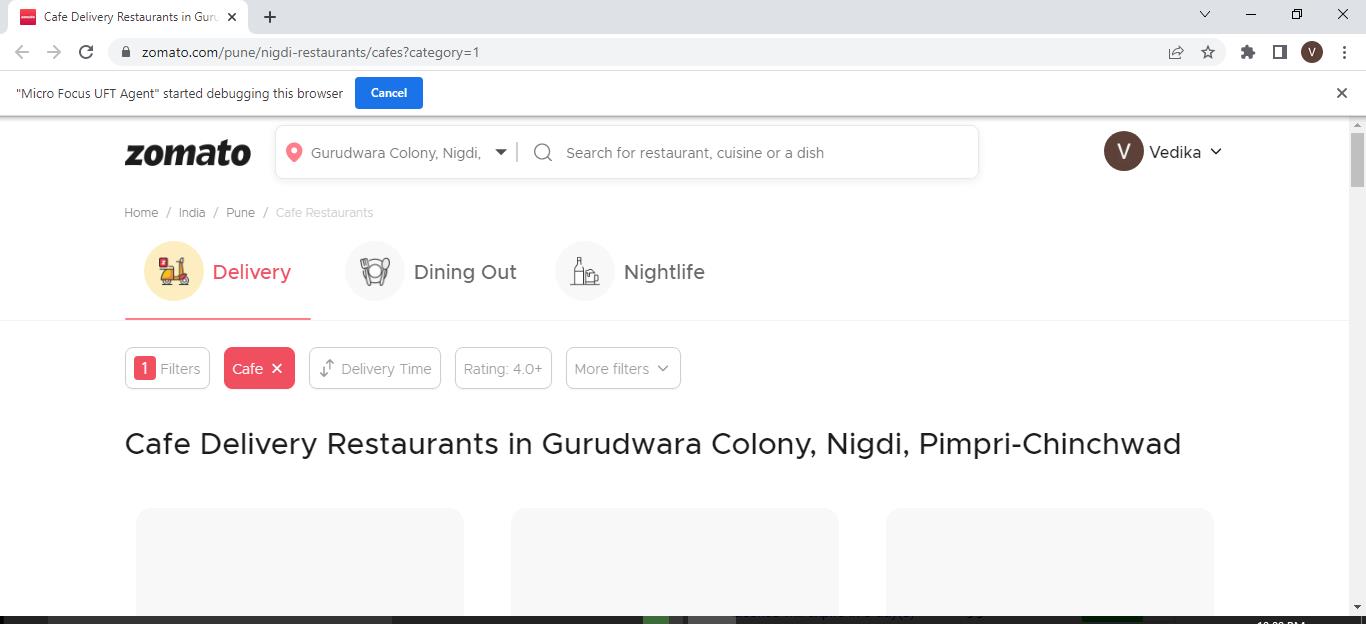 Cafe Delivery Restaurants in Guru
zomato.com/pune/nigdi-restaurants/cafes?category=1
V
"Micro Focus UFT Agent" started debugging this browser
Cancel
zomato
Gurudwara Colony, Nigdi,
Search for restaurant, cuisine or a dish
V
Vedika
Home / India / Pune / Cafe Restaurants
Delivery
Dining Out
Nightlife
1 Filters
Cafe
Delivery Time
Rating: 4.0+
More filters
Cafe Delivery Restaurants in Gurudwara Colony, Nigdi, Pimpri-Chinchwad